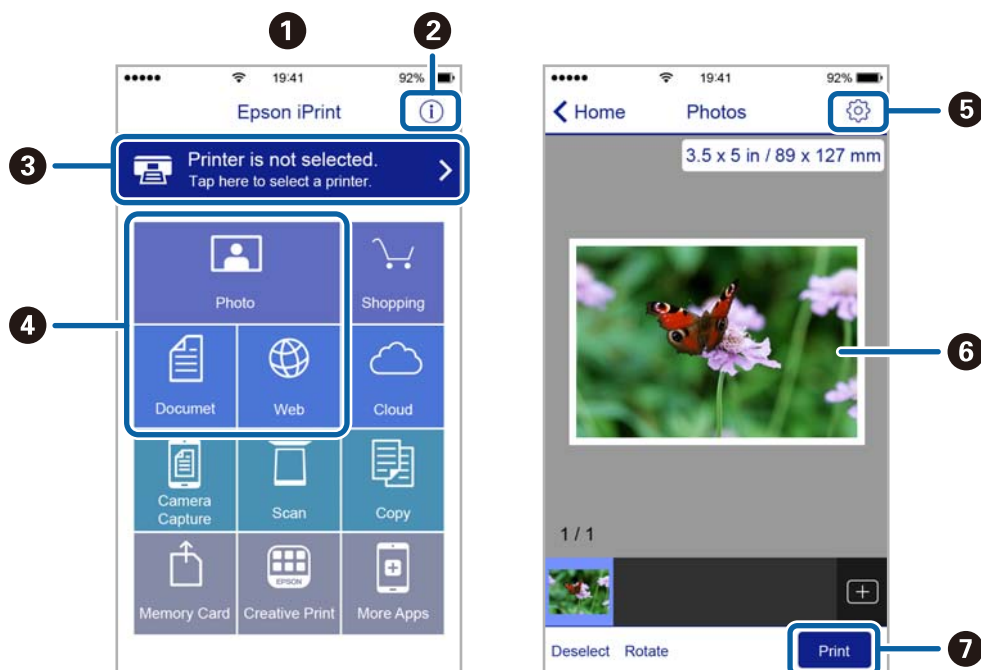 1
2
19:41
92%
Epson iPrint
3
Printer is not selected.
Tap here to select a printer.
4
Photo
Shopping
Documet
Web
Cloud
Camera
Capture
Scan
Copy
Memory Card
EPSON
Creative Print
More Apps
19:41
92%
Home
Photos
5
3.5 x 5 in / 89 x 127 mm
6
1 / 1
Deselect
Rotate
Print
7